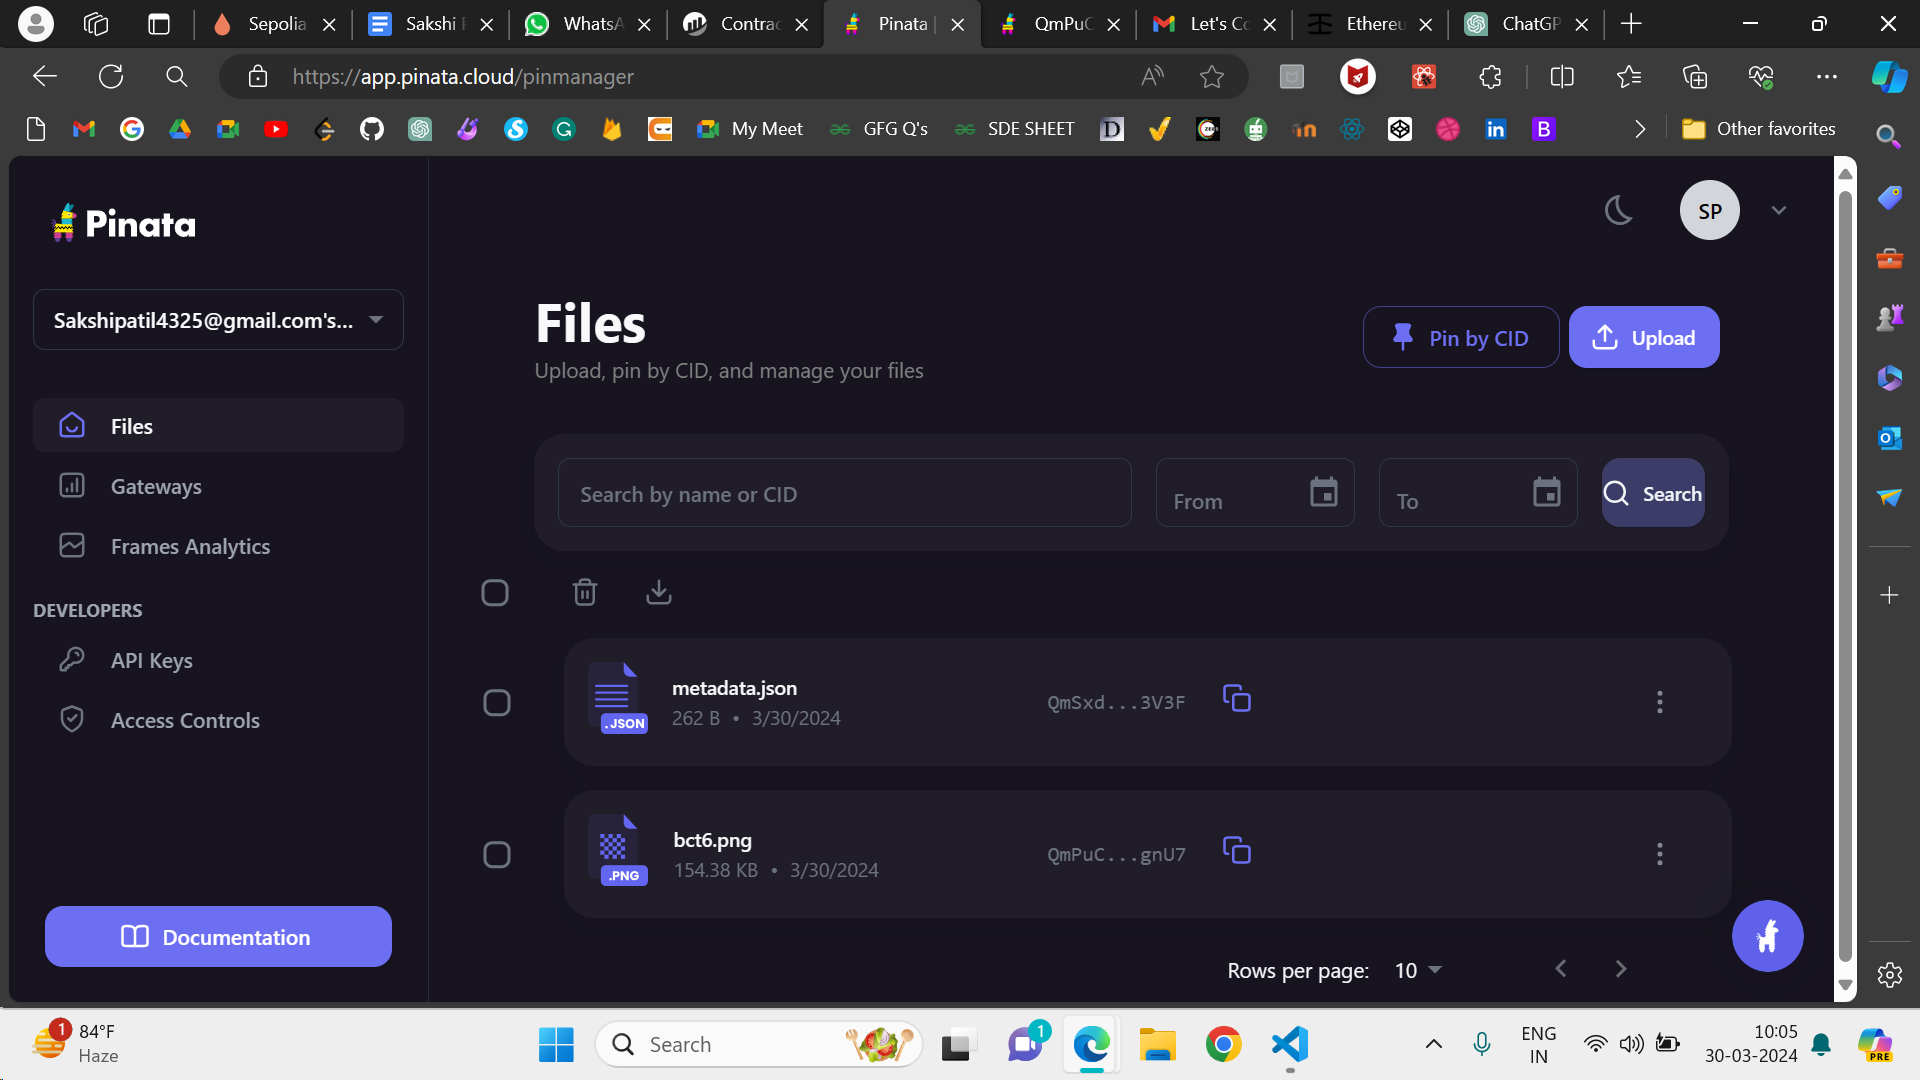 Sepolia
Sakshi P
WhatsA
Contrac
Pinata |
QmPuC
Let's Co
Ethereu
ChatGP
https://app.pinata.cloud/pinmanager
My Meet
GFG Q's
SDE SHEET
Other favorites
Pinata
SP
Sakshipatil4325@gmail.com's...
Files
Gateways
Frames Analytics
DEVELOPERS
API Keys
Access Controls
Documentation
Files
Upload, pin by CID, and manage your files
Pin by CID
Upload
Search by name or CID
From
To
Search
.JSON
metadata.json
262 B • 3/30/2024
QmSxd...3V3F
.PNG
bct6.png
154.38 KB • 3/30/2024
QmPuC...gnU7
Rows per page: 10
1
84°F
Haze
Search
1
ENG
IN
10:05
30-03-2024
PRE